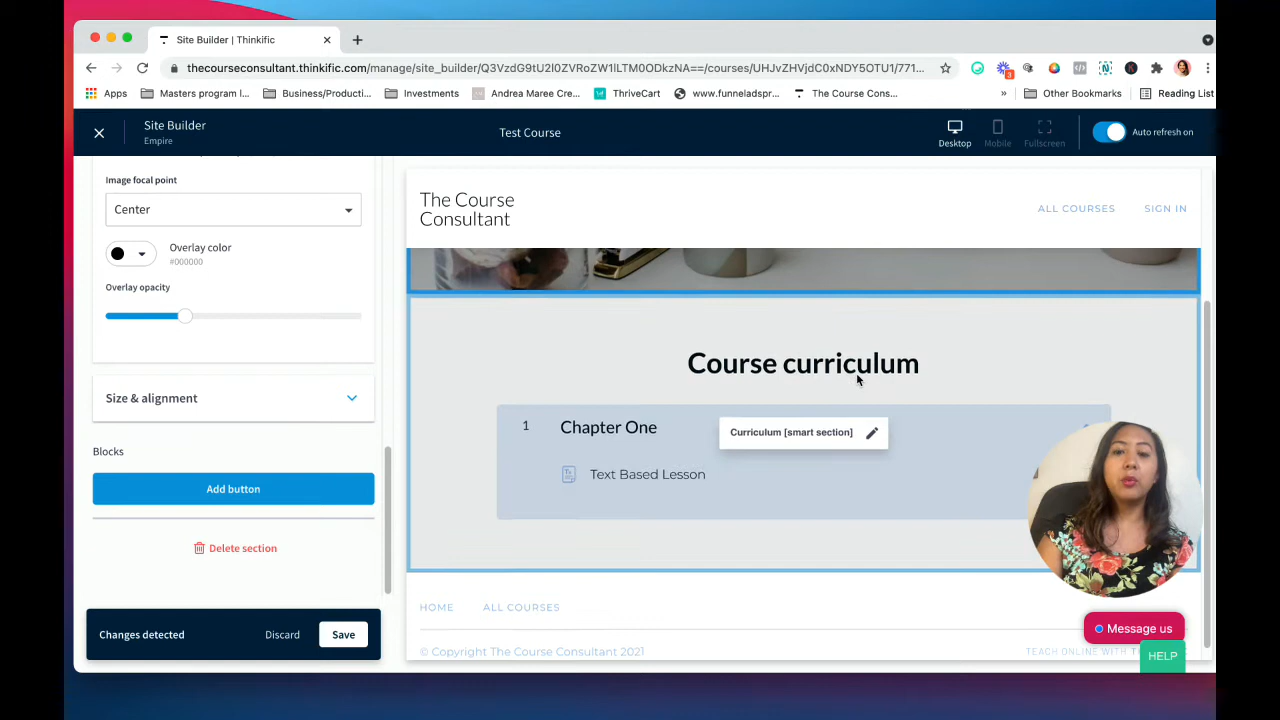 Site Builder | Thinkific
thecourseconsultant.thinkific.com/manage/site_builder/Q3VzdG9tU2l0ZVRoZW1lLTM0ODkzNA==/courses/UHJvZHVjdC0xNDY5OTU1/771...
Apps
Masters program l...
Business/Producti...
Investments
Andrea Maree Cre...
ThriveCart
www.funneladspr...
The Course Cons...
»
Other Bookmarks
Reading List
Site Builder
Empire
Test Course
Desktop
Mobile
Fullscreen
Auto refresh on
Image focal point
Center
Overlay color
#000000
Overlay opacity
Size & alignment
Blocks
Add button
Delete section
Changes detected
Discard
Save
The Course
Consultant
ALL COURSES
SIGN IN
Course curriculum
1
Chapter One
Curriculum [smart section]
Text Based Lesson
HOME
ALL COURSES
© Copyright The Course Consultant 2021
TEACH ONLINE WITH
Message us
HELP